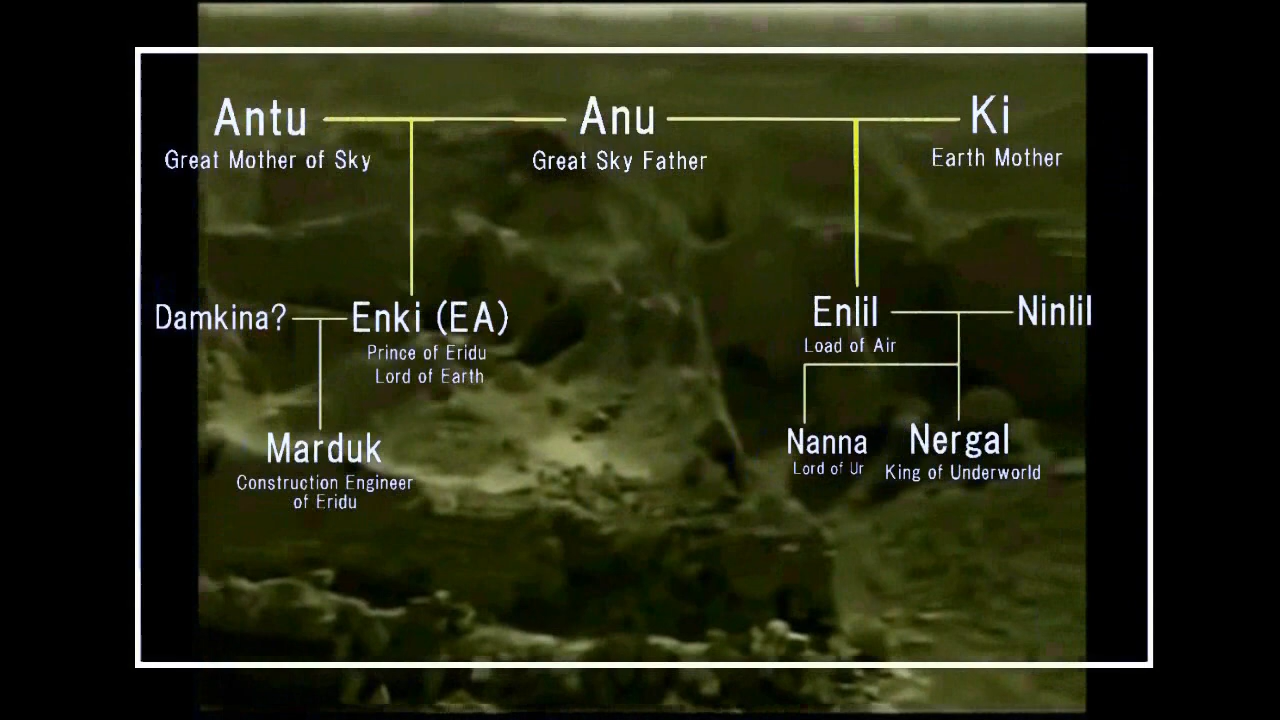 Antu
Anu
Ki
Great Mother of Sky
Great Sky Father
Earth Mother
Damkina?
Enki (EA)
Enlil
Ninlil
Prince of Eridu
Lord of Earth
Load of Air
Marduk
Construction Engineer
of Eridu
Nanna
Nergal
Lord of Ur
King of Underworld